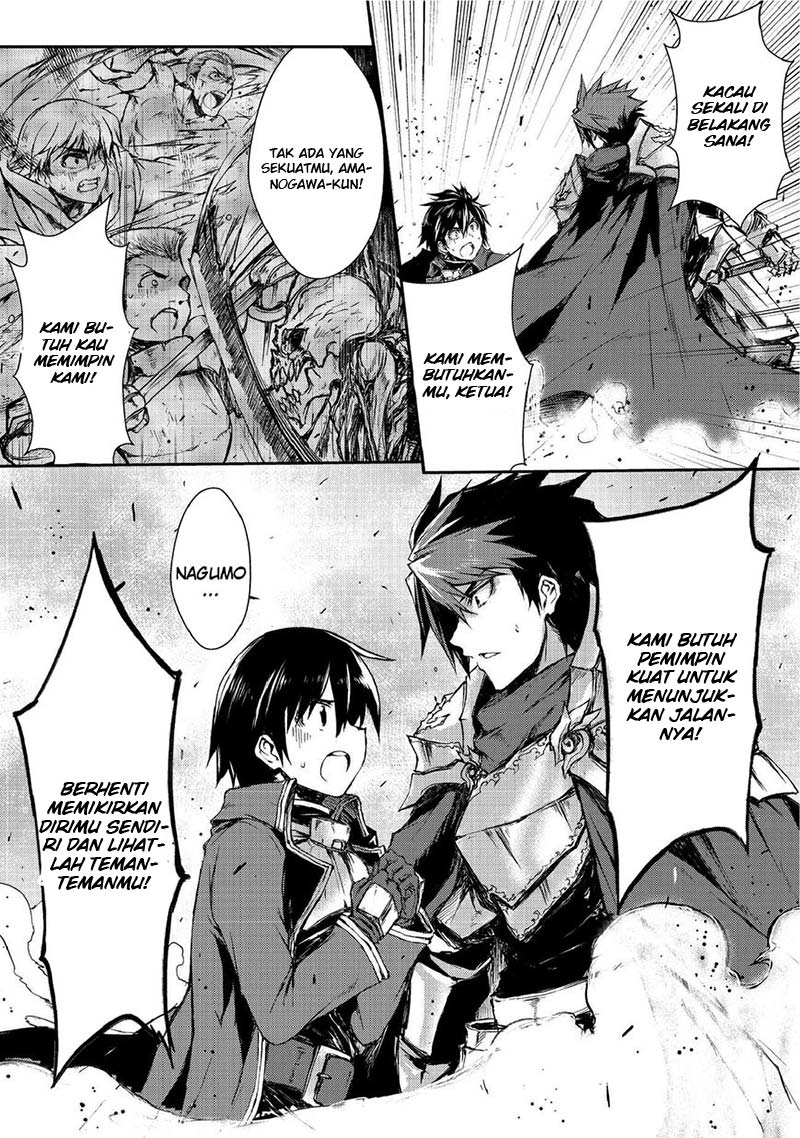 KACAU
SEKALI DI
BELAKANG
SANA!
KAMI MEM-
BUTUHKAN-
MU, KETUA!
TAK ADA YANG
SEKUATMU, AMA-
NOGAWA-KUN!
KAMI BU-
TUH KAU
MEMIMPIN
KAMI!
KAMI BUTUH
PEMIMPIN
KUAT UNTUK
MENUNJUK-
KAN JALAN-
NYA!
NAGUMO
...
BERHENTI
MEMIKIRKAN
DIRIMU SENDI-
RI DAN LIHAT-
LAH TEMAN-
TEMANMU!